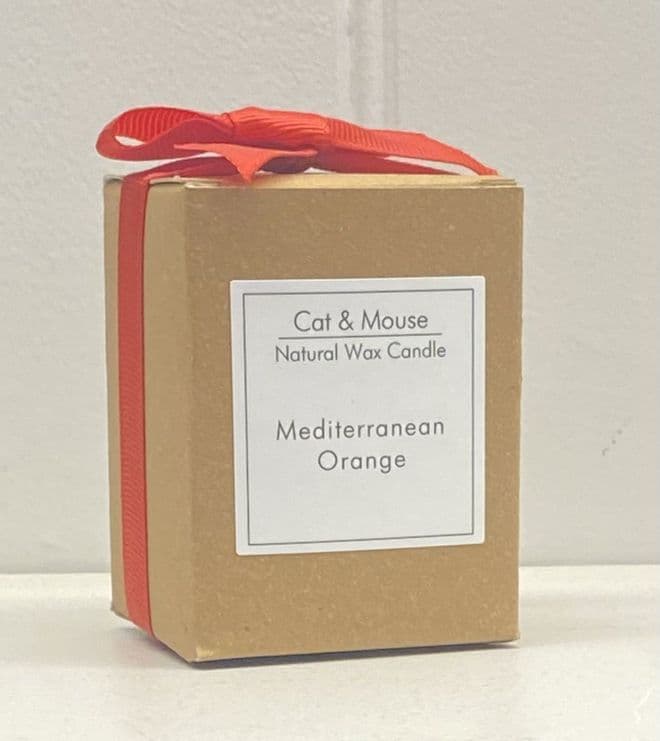 Cat & Mouse
Natural Wax Candle
Mediterranean
Orange